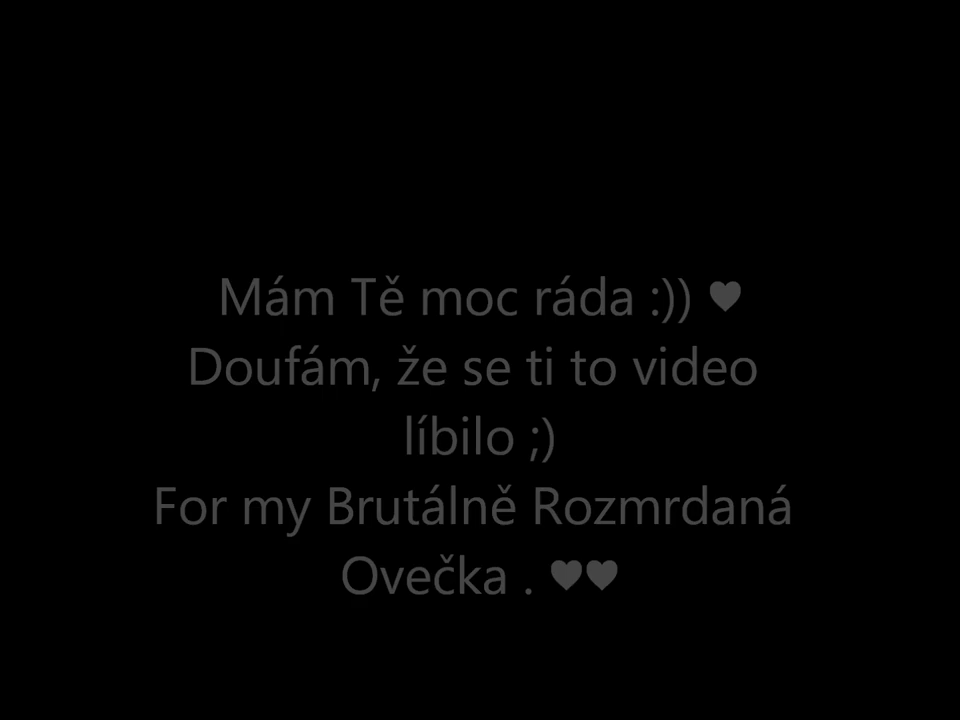 Mám Tě moc ráda :)) ♥
Doufám, že se ti to video
líbilo ;)
For my Brutálně Rozmrdaná
Ovečka . ♥♥